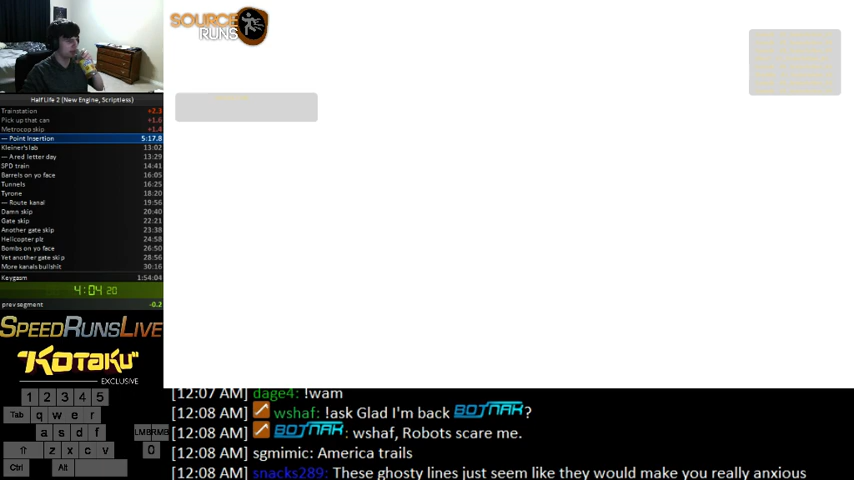 SOURCE
RUNS
Half Life 2 (New Engine, Scriptless)
Trainstation +2.3
Pick up that can +1.6
Metrocop skip +1.4
— Point Insertion 5:17.8
Kleiner's lab 13:02
— A red letter day 13:29
SPD train 14:41
Barrels on yo face 16:05
Tunnels 16:25
Tyrone 18:20
— Route kanal 19:56
Damn skip 20:40
Gate skip 22:21
Another gate skip 23:38
Helicopter plz 24:58
Bombs on yo face 26:50
Yet another gate skip 28:56
More kanals bullshit 30:16
Keygasm 1:54:04
4:04 20
prev segment -0.2
SPEEDRUNSLIVE
KOTAKU
EXCLUSIVE
1 2 3 4 5
Tab q w e r
a s d f LMB RMB
⇧ z x c v 0
Ctrl Alt
[12:07 AM] dage4: !wam
[12:08 AM] wshaf: !ask Glad I'm back BOTNAK?
[12:08 AM] BOTNAK: wshaf, Robots scare me.
[12:08 AM] sgmimic: America trails
[12:08 AM] snacks289: These ghosty lines just seem like they would make you really anxious